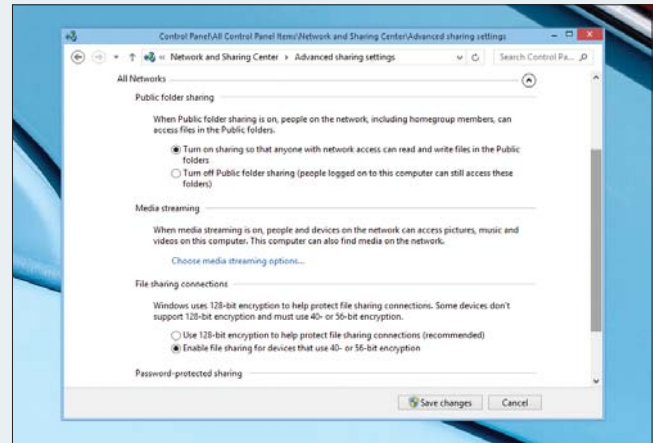 Control Panel\All Control Panel Items\Network and Sharing Center\Advanced sharing settings
« Network and Sharing Center › Advanced sharing settings
Search Control Pa...
All Networks
Public folder sharing
When Public folder sharing is on, people on the network, including homegroup members, can
access files in the Public folders.
Turn on sharing so that anyone with network access can read and write files in the Public
folders
Turn off Public folder sharing (people logged on to this computer can still access these
folders)
Media streaming
When media streaming is on, people and devices on the network can access pictures, music and
videos on this computer. This computer can also find media on the network.
Choose media streaming options...
File sharing connections
Windows uses 128-bit encryption to help protect file sharing connections. Some devices don't
support 128-bit encryption and must use 40- or 56-bit encryption.
Use 128-bit encryption to help protect file sharing connections (recommended)
Enable file sharing for devices that use 40- or 56-bit encryption
Password-protected sharing
Save changes
Cancel